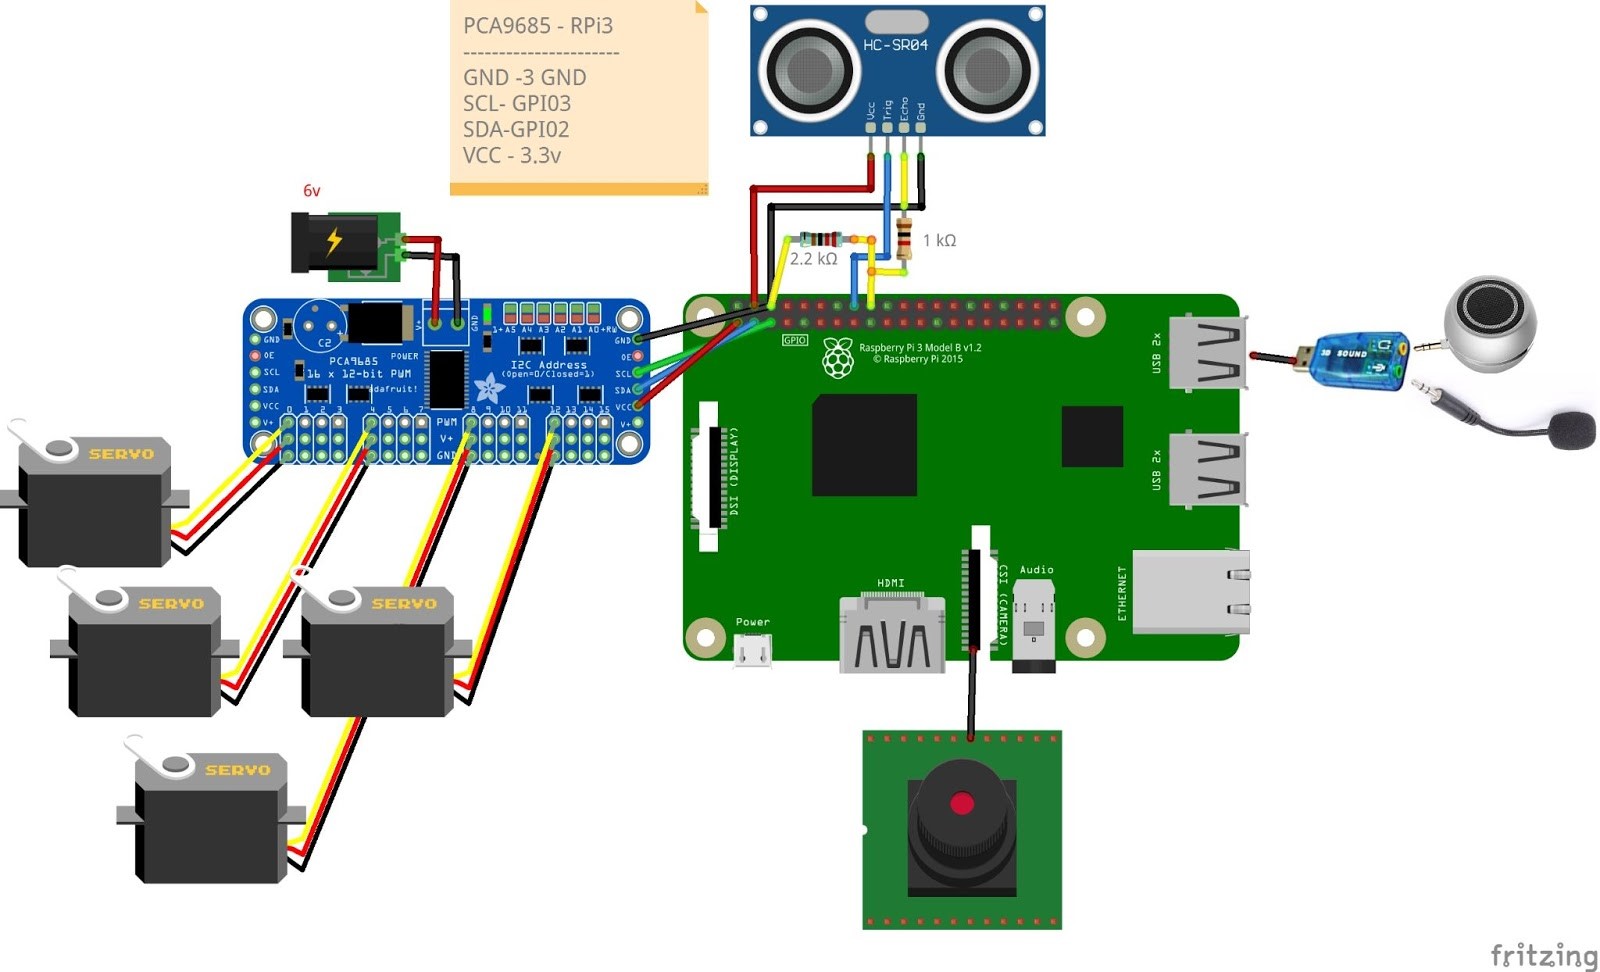 PCA9685 - RPi3
----------------------
GND -3 GND
SCL- GPI03
SDA-GPI02
VCC - 3.3v
HC-SR04
Vcc
Trig
Echo
Gnd
6v
2.2 kΩ
1 kΩ
V+
GND
1+A5 A4 A3 A2 A1 A0+RW
C2
+
GND
OE
SCL
SDA
VCC
V+
PCA9685
16 x 12-bit PWM
dafruit!
POWER
I2C Address
(Open=0/Closed=1)
GND
OE
SCL
SDA
VCC
V+
0 1 2 3
4 5 6 7
8 9 10 11
12 13 14 15
PWM
V+
GND
GPIO
Raspberry Pi 3 Model B v1.2
© Raspberry Pi 2015
DSI (DISPLAY)
USB 2x
USB 2x
ETHERNET
Power
HDMI
CSI (CAMERA)
Audio
3D SOUND
SERVO
SERVO
SERVO
SERVO
fritzing